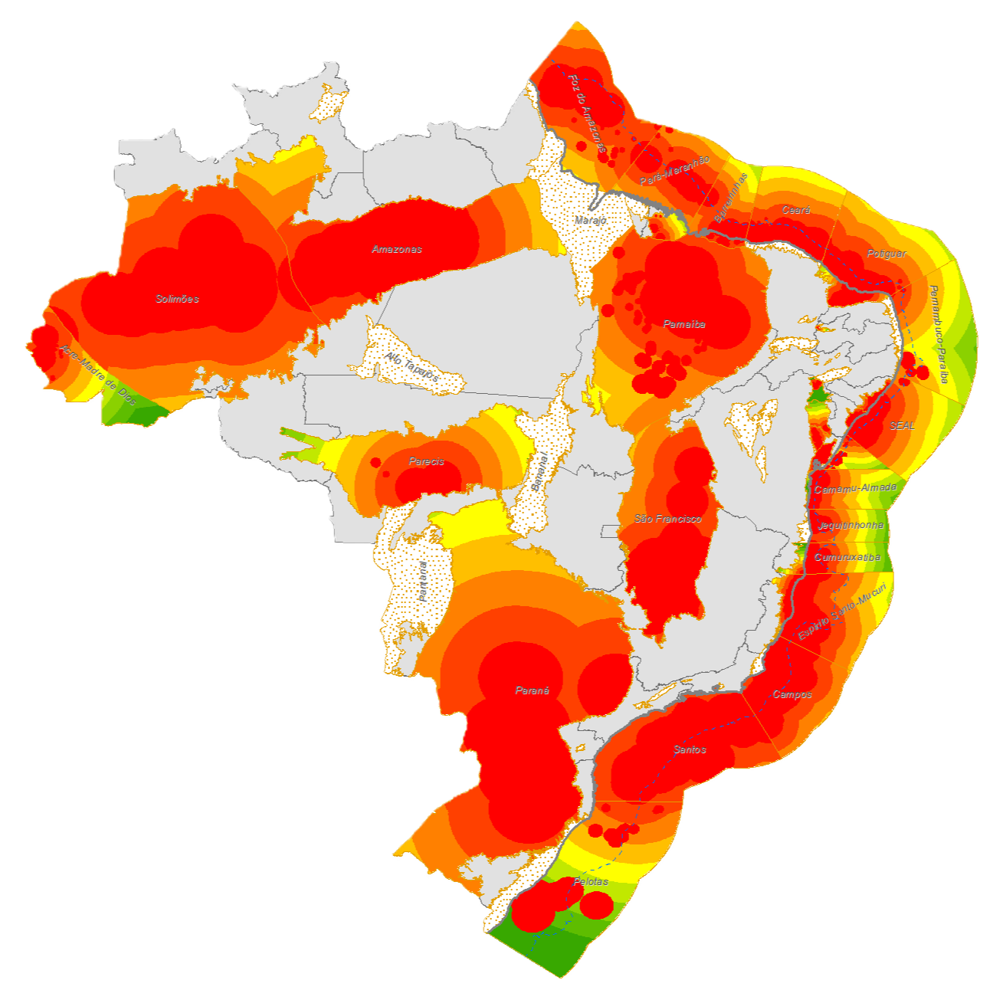 Foz do Amazonas
Pará-Maranhão
Barreirinhas
Ceará
Marajó
Potiguar
Amazonas
Solimões
Pernambuco-Paraíba
Parnaíba
Acre-Madre de Dios
Alto Tapajós
SEAL
Parecis
Bananal
Camamu-Almada
São Francisco
Jequitinhonha
Cumuruxatiba
Pantanal
Espírito Santo-Mucuri
Paraná
Campos
Santos
Pelotas